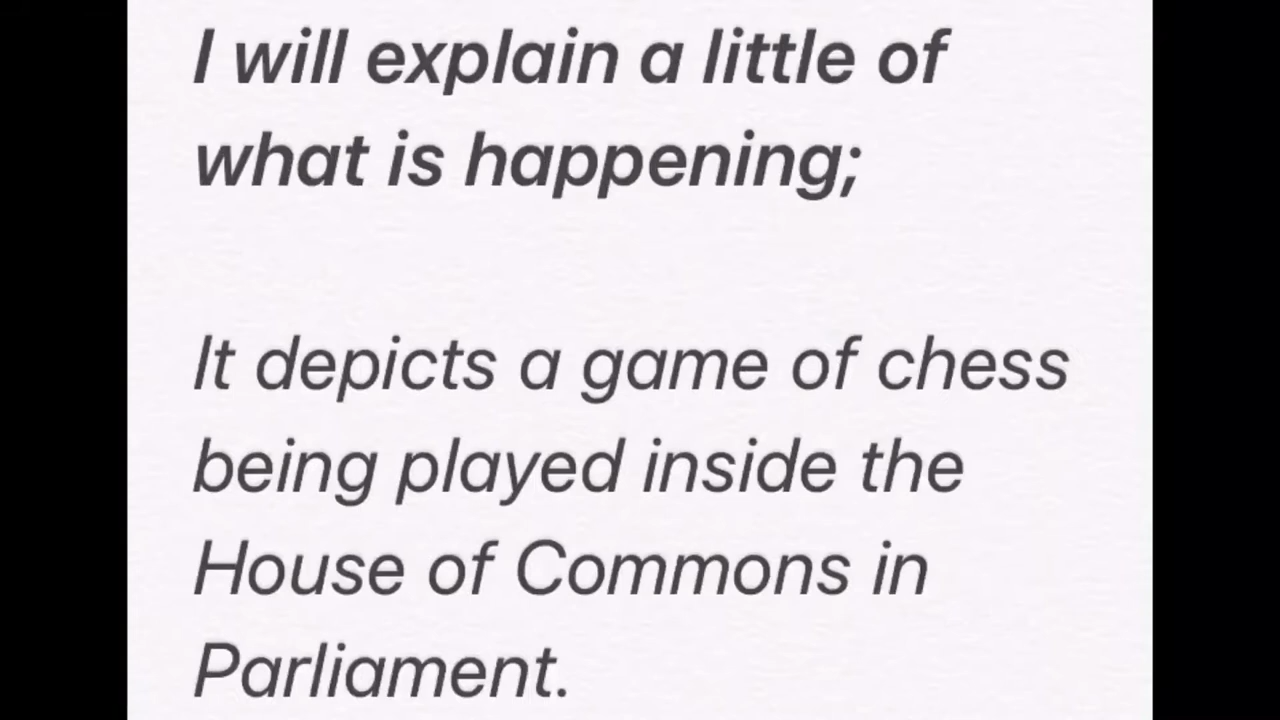 I will explain a little of
what is happening;
It depicts a game of chess
being played inside the
House of Commons in
Parliament.